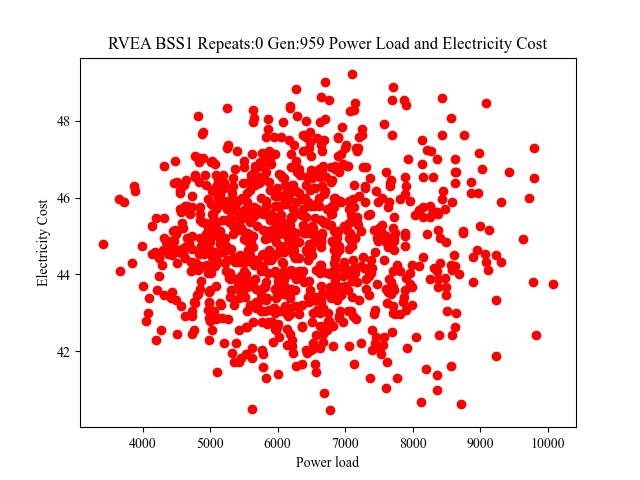 RVEA BSS1 Repeats:0 Gen:959 Power Load and Electricity Cost
48
46
44
42
Electricity Cost
4000 5000 6000 7000 8000 9000 10000
Power load